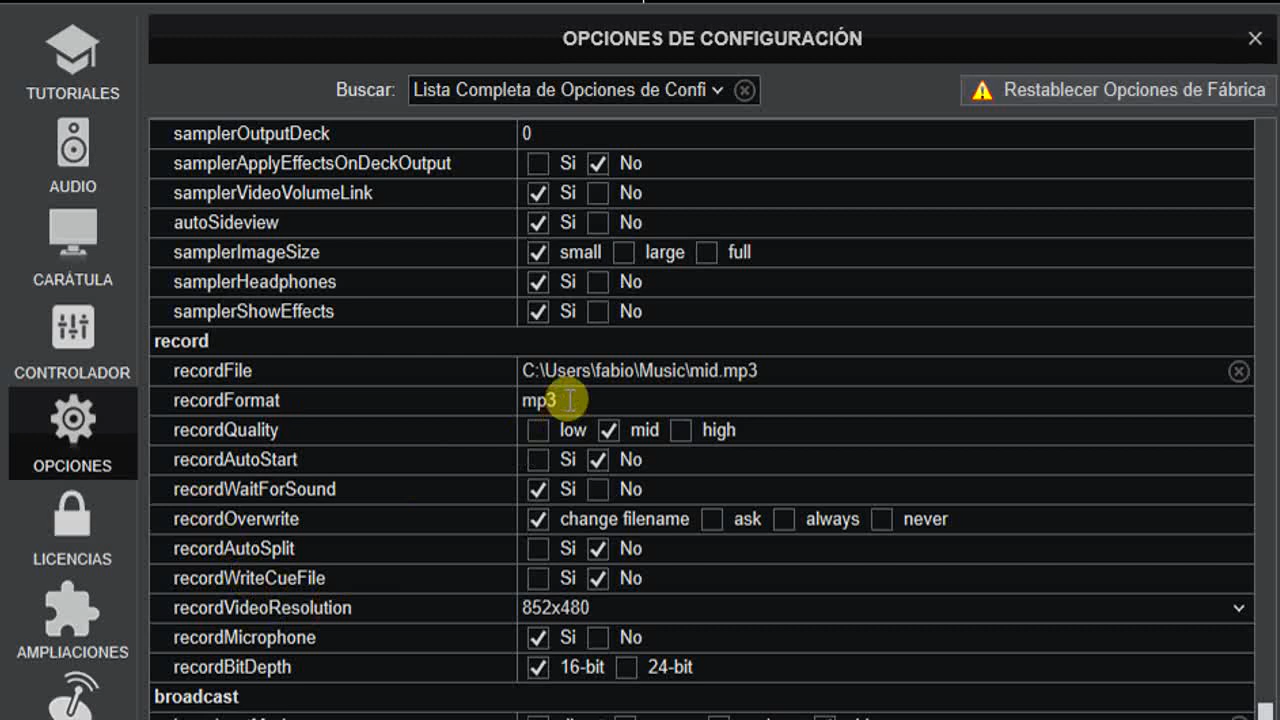 OPCIONES DE CONFIGURACIÓN
Buscar: Lista Completa de Opciones de Confi
Restablecer Opciones de Fábrica
TUTORIALES
AUDIO
CARÁTULA
CONTROLADOR
OPCIONES
LICENCIAS
AMPLIACIONES
samplerOutputDeck 0
samplerApplyEffectsOnDeckOutput Si No
samplerVideoVolumeLink Si No
autoSideview Si No
samplerImageSize small large full
samplerHeadphones Si No
samplerShowEffects Si No
record
recordFile C:\Users\fabio\Music\mid.mp3
recordFormat mp3
recordQuality low mid high
recordAutoStart Si No
recordWaitForSound Si No
recordOverwrite change filename ask always never
recordAutoSplit Si No
recordWriteCueFile Si No
recordVideoResolution 852x480
recordMicrophone Si No
recordBitDepth 16-bit 24-bit
broadcast